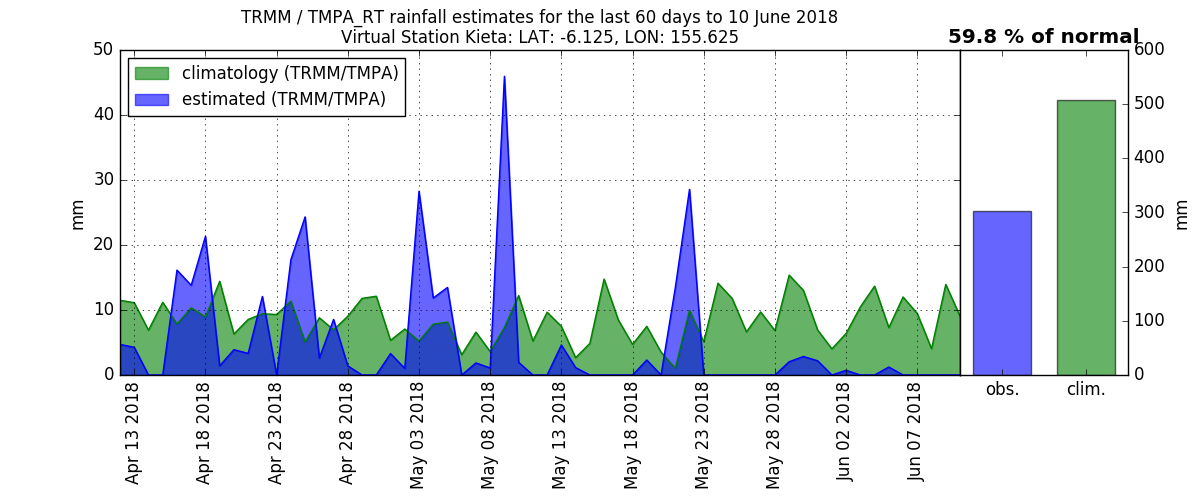 TRMM / TMPA_RT rainfall estimates for the last 60 days to 10 June 2018
Virtual Station Kieta: LAT: -6.125, LON: 155.625
59.8 % of normal
climatology (TRMM/TMPA)
estimated (TRMM/TMPA)
50
40
30
20
10
0
mm
600
500
400
300
200
100
0
mm
obs.
clim.
Apr 13 2018
Apr 18 2018
Apr 23 2018
Apr 28 2018
May 03 2018
May 08 2018
May 13 2018
May 18 2018
May 23 2018
May 28 2018
Jun 02 2018
Jun 07 2018